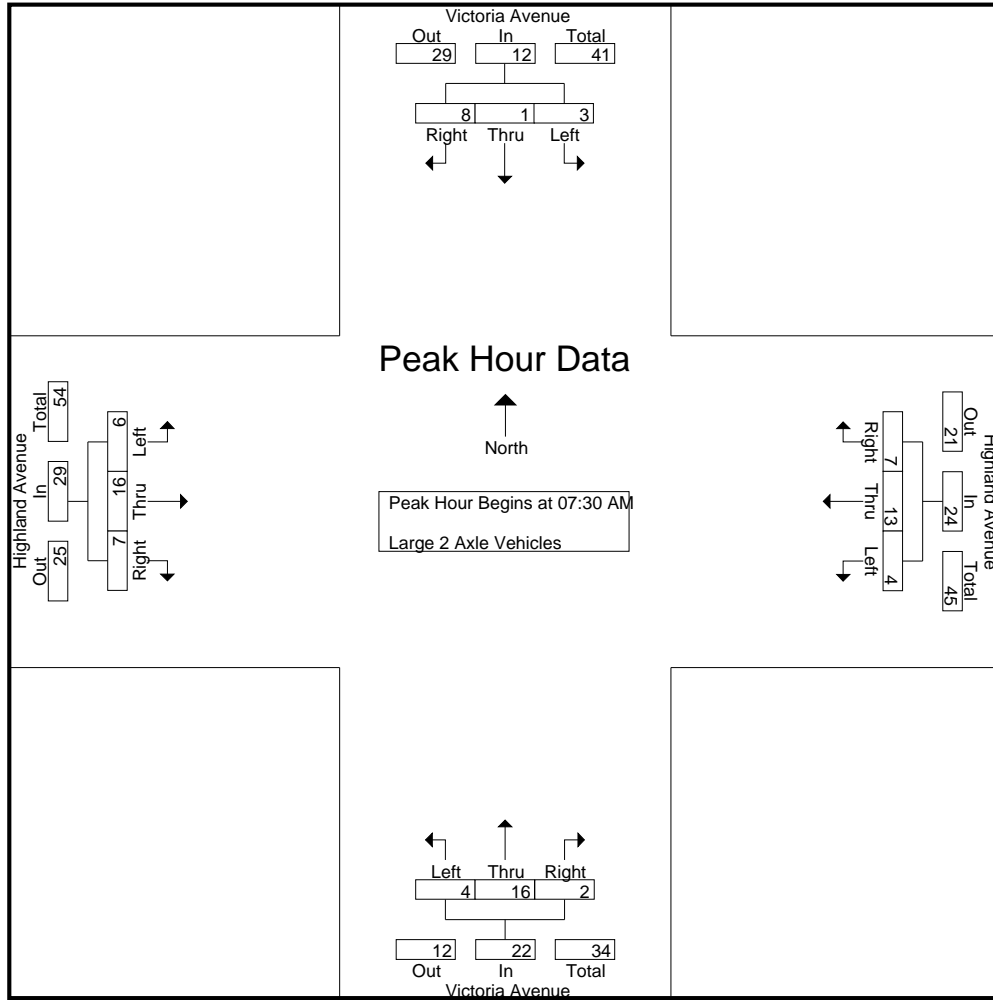 Victoria Avenue
Out In Total
29 12 41
8 1 3
Right Thru Left
Peak Hour Data
North
Peak Hour Begins at 07:30 AM
Large 2 Axle Vehicles
Highland Avenue
Out In Total
25 29 54
7 16 6
Right Thru Left
Highland Avenue
Out In Total
21 24 45
7 13 4
Right Thru Left
Left Thru Right
4 16 2
12 22 34
Out In Total
Victoria Avenue